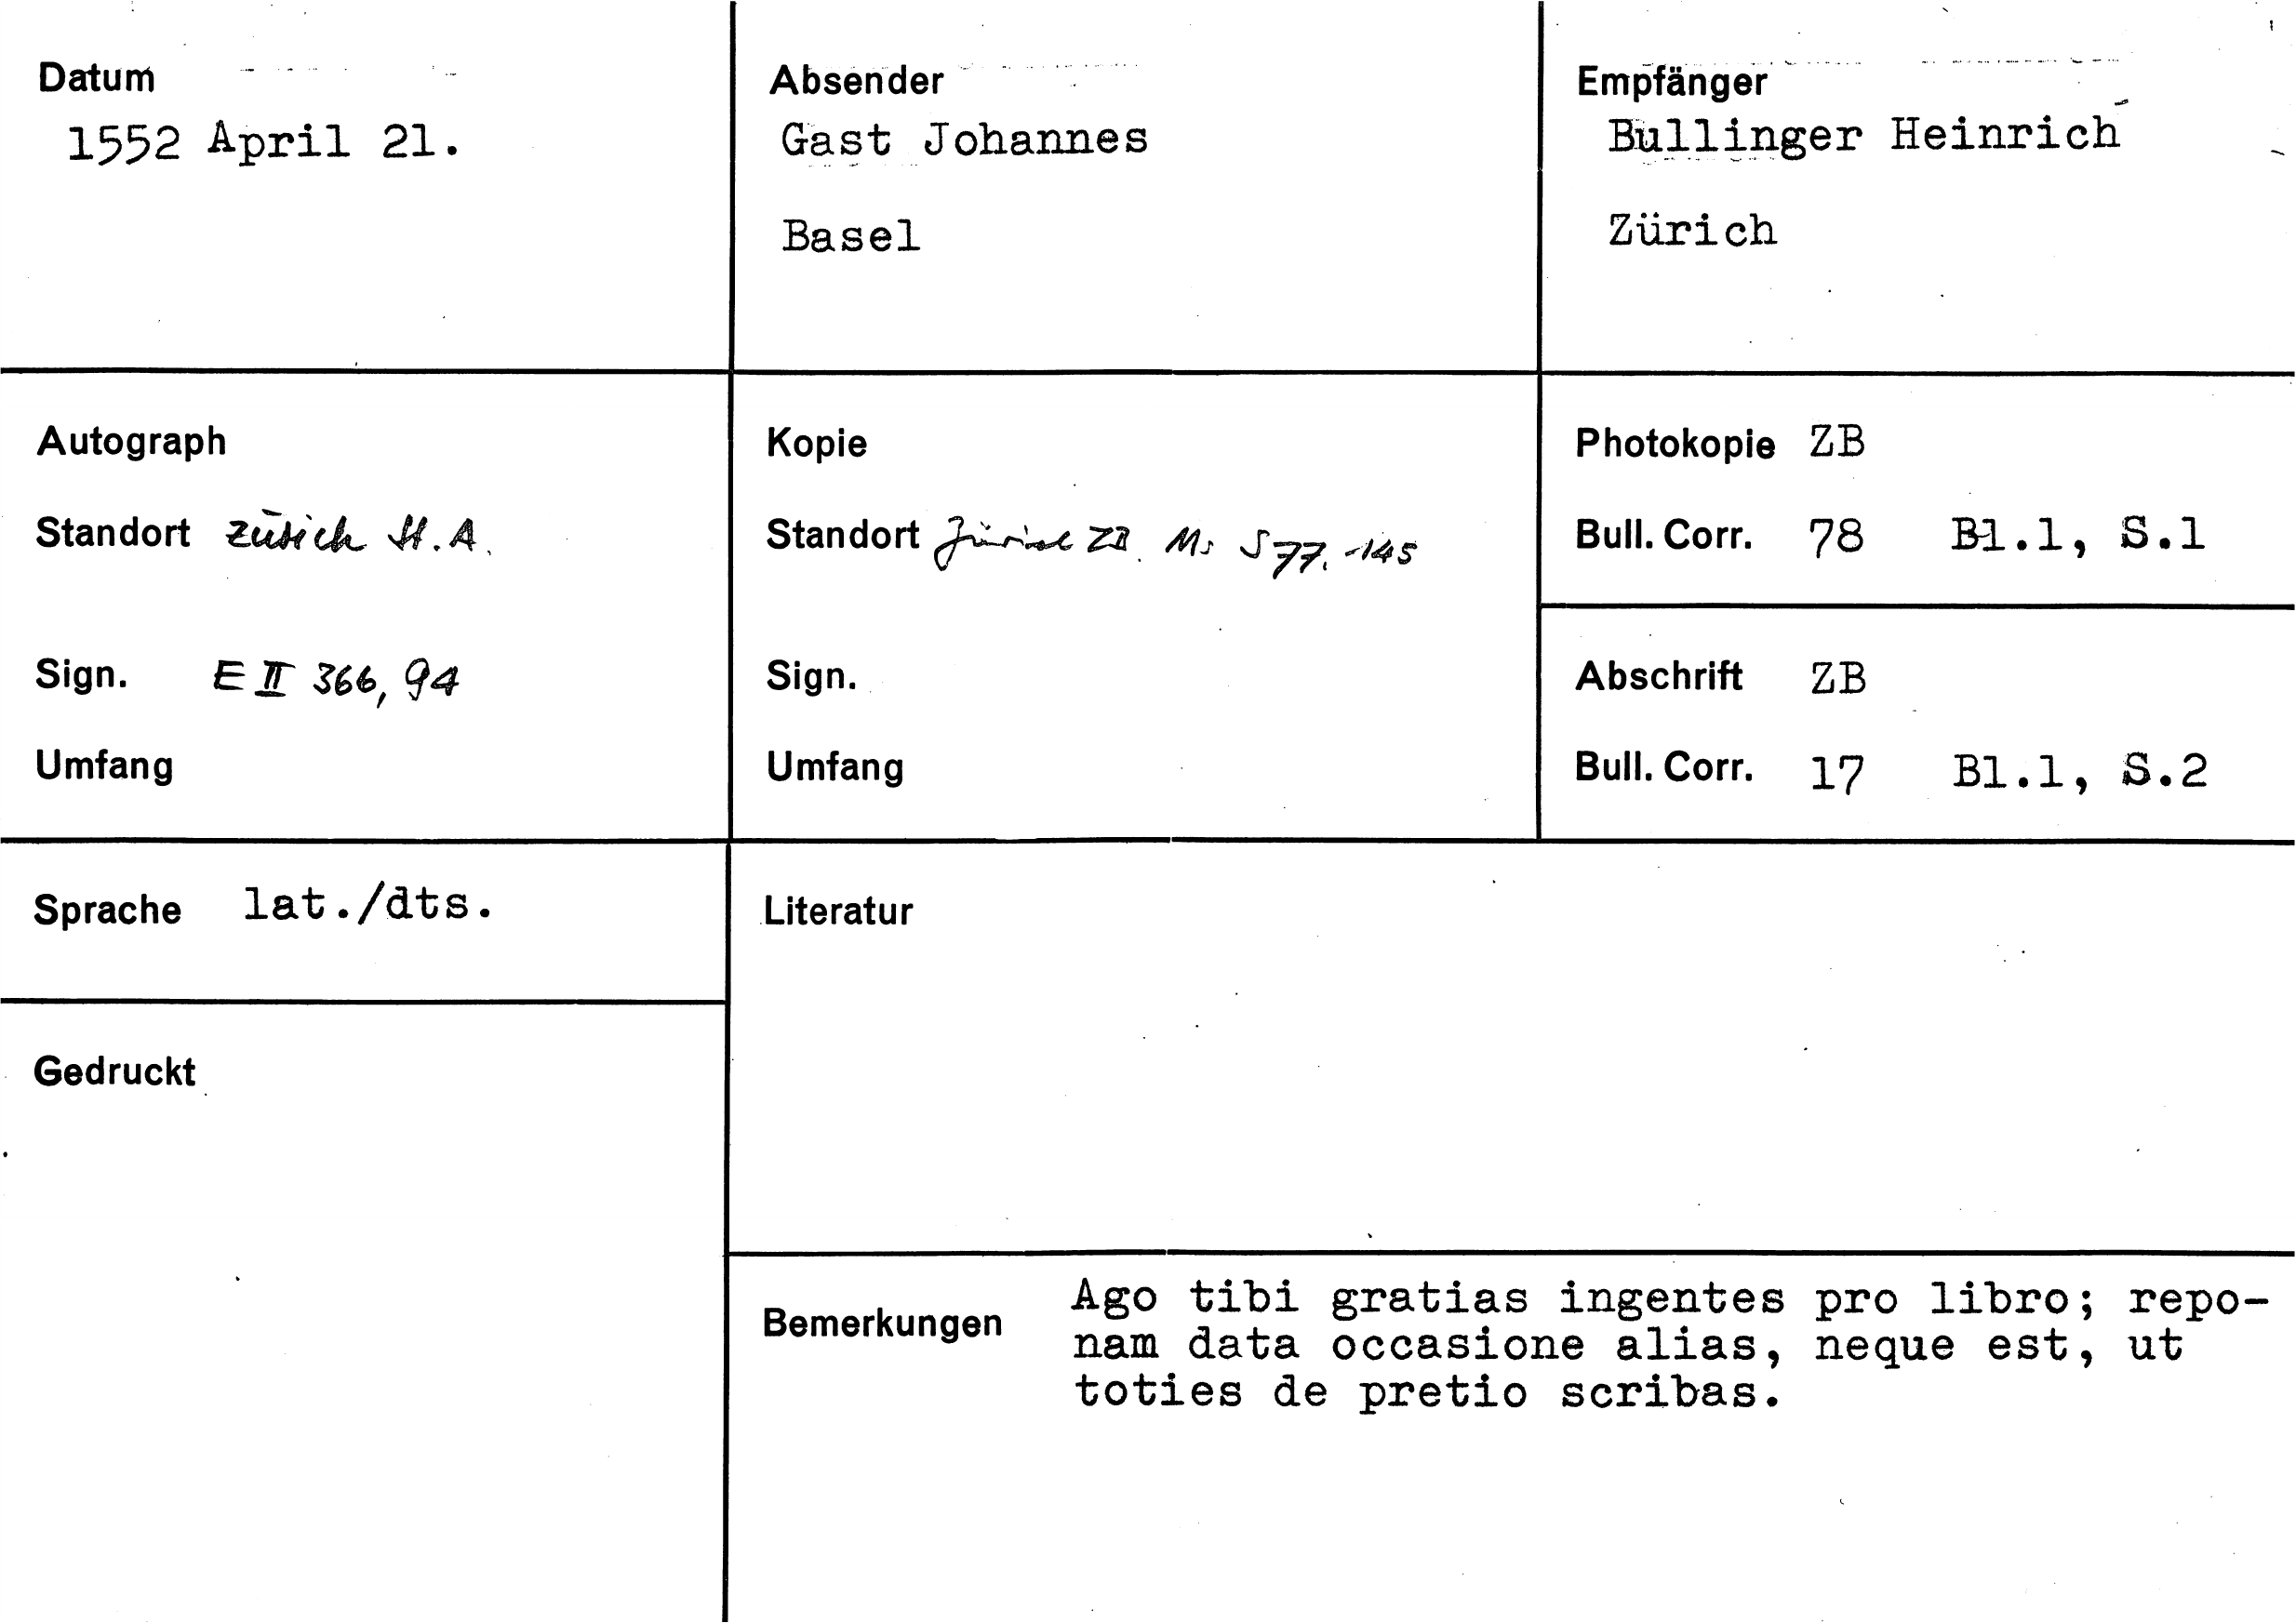 Datum
1552 April 21.
Absender
Gast Johannes
Basel
Empfänger
Bullinger Heinrich
Zürich
Autograph
Standort Zürich St.A.
Sign. E II 366, 94
Umfang
Kopie
Standort Zürich ZB. Ms S 77. -145
Sign.
Umfang
Photokopie ZB
Bull. Corr. 78 Bl.1, S.1
Abschrift ZB
Bull. Corr. 17 Bl.1, S.2
Sprache lat./dts.
Gedruckt
Literatur
Bemerkungen Ago tibi gratias ingentes pro libro; repo-
nam data occasione alias, neque est, ut
toties de pretio scribas.